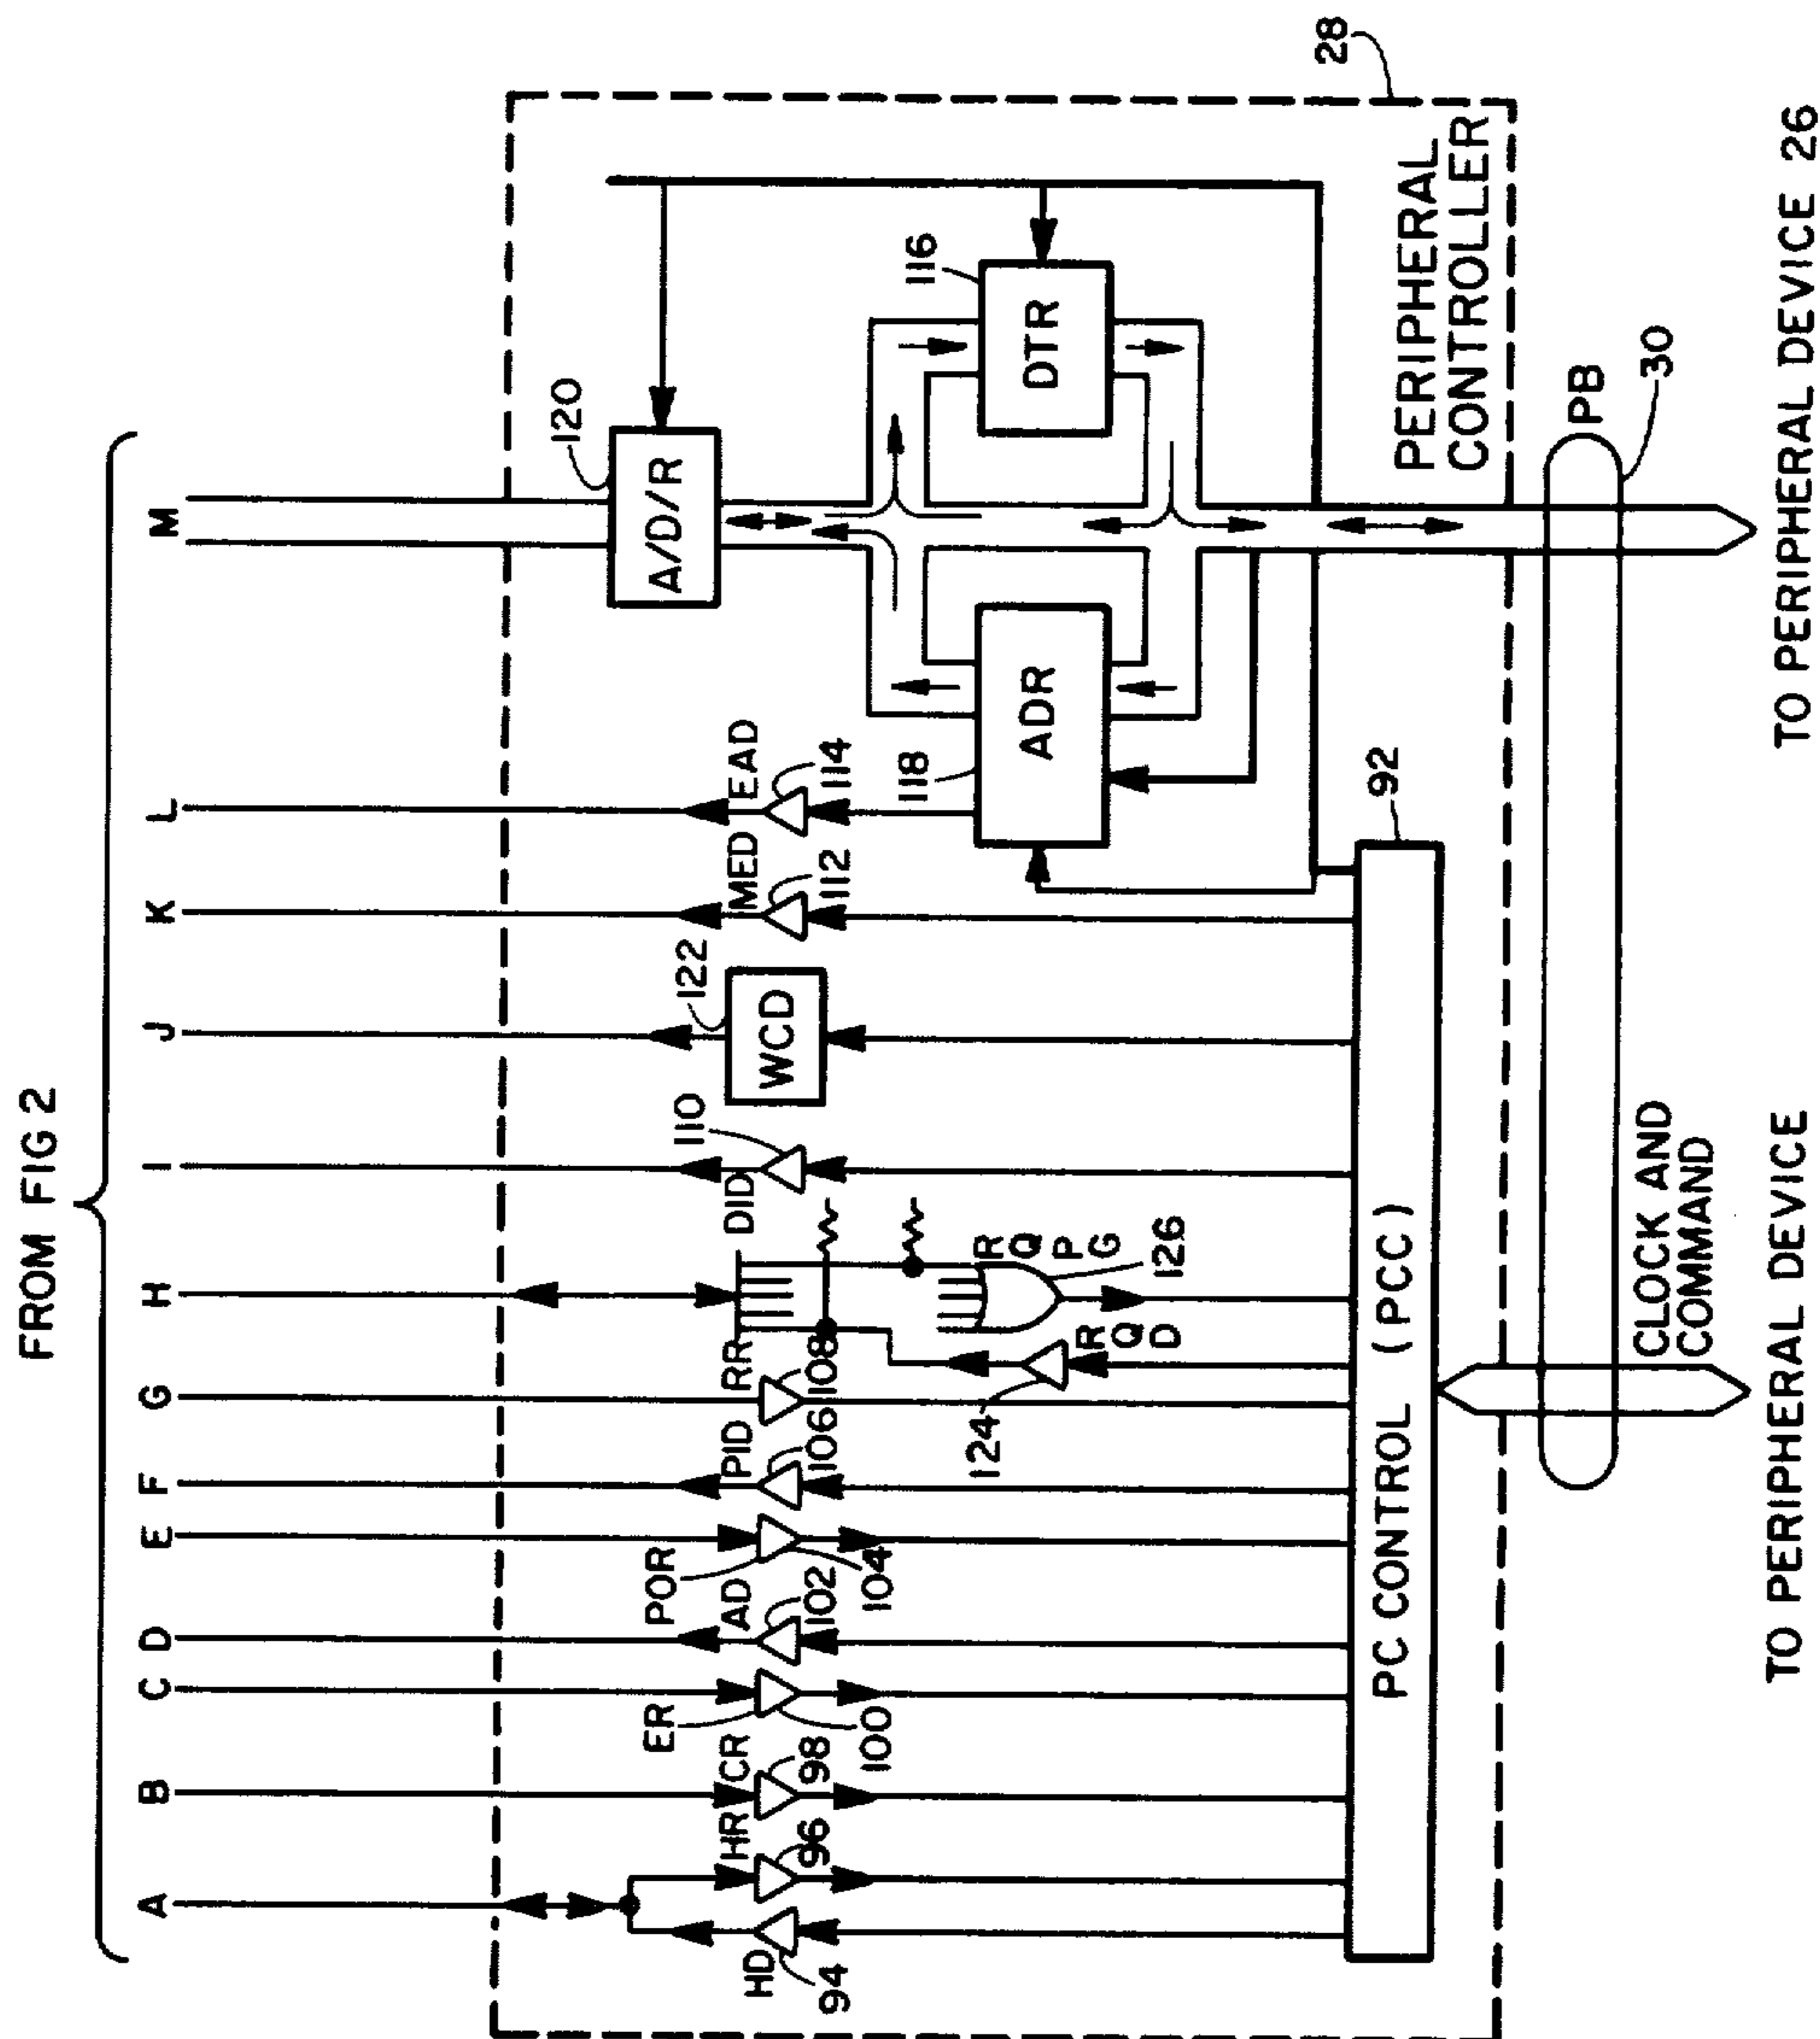 FROM FIG 2
A
B
C
D
E
F
G
H
I
J
K
L
M
HD
94
HR
96
CR
98
ER
100
AD
102
POR
104
PID
106
RR
108
124
RQD
RQPG
126
DID
110
122
WCD
MED
112
EAD
114
118
ADR
120
A/D/R
116
DTR
28
PERIPHERAL
CONTROLLER
92
PC CONTROL (PCC)
CLOCK AND
COMMAND
PB
30
TO PERIPHERAL DEVICE
TO PERIPHERAL DEVICE 26